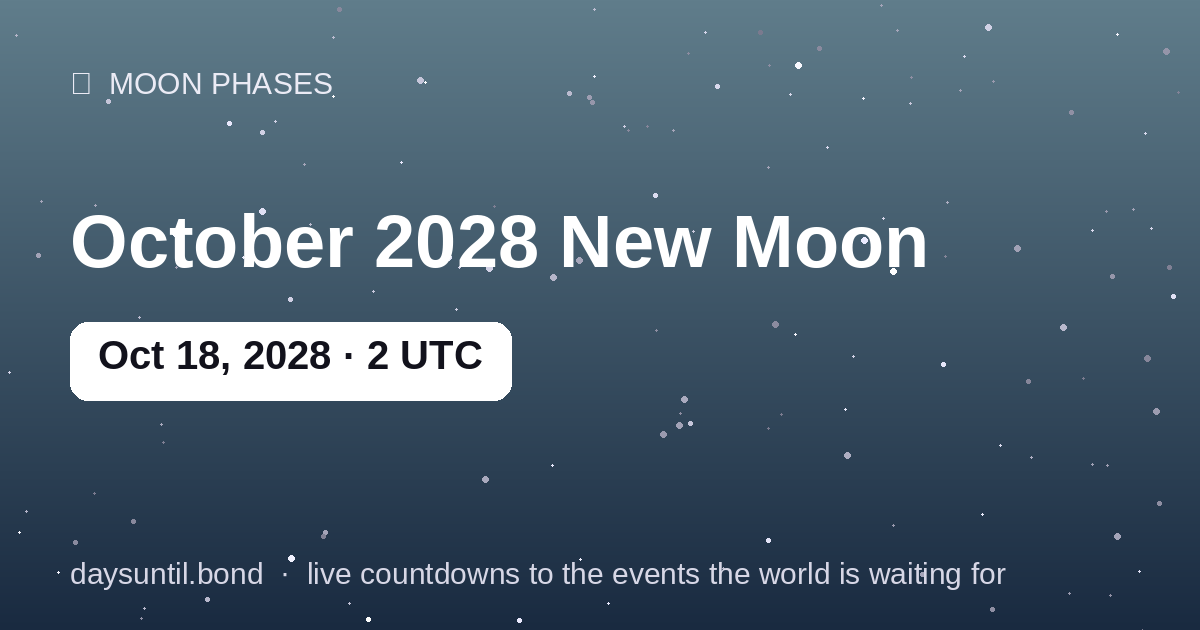 MOON PHASES
October 2028 New Moon
Oct 18, 2028 · 2 UTC
daysuntil.bond · live countdowns to the events the world is waiting for